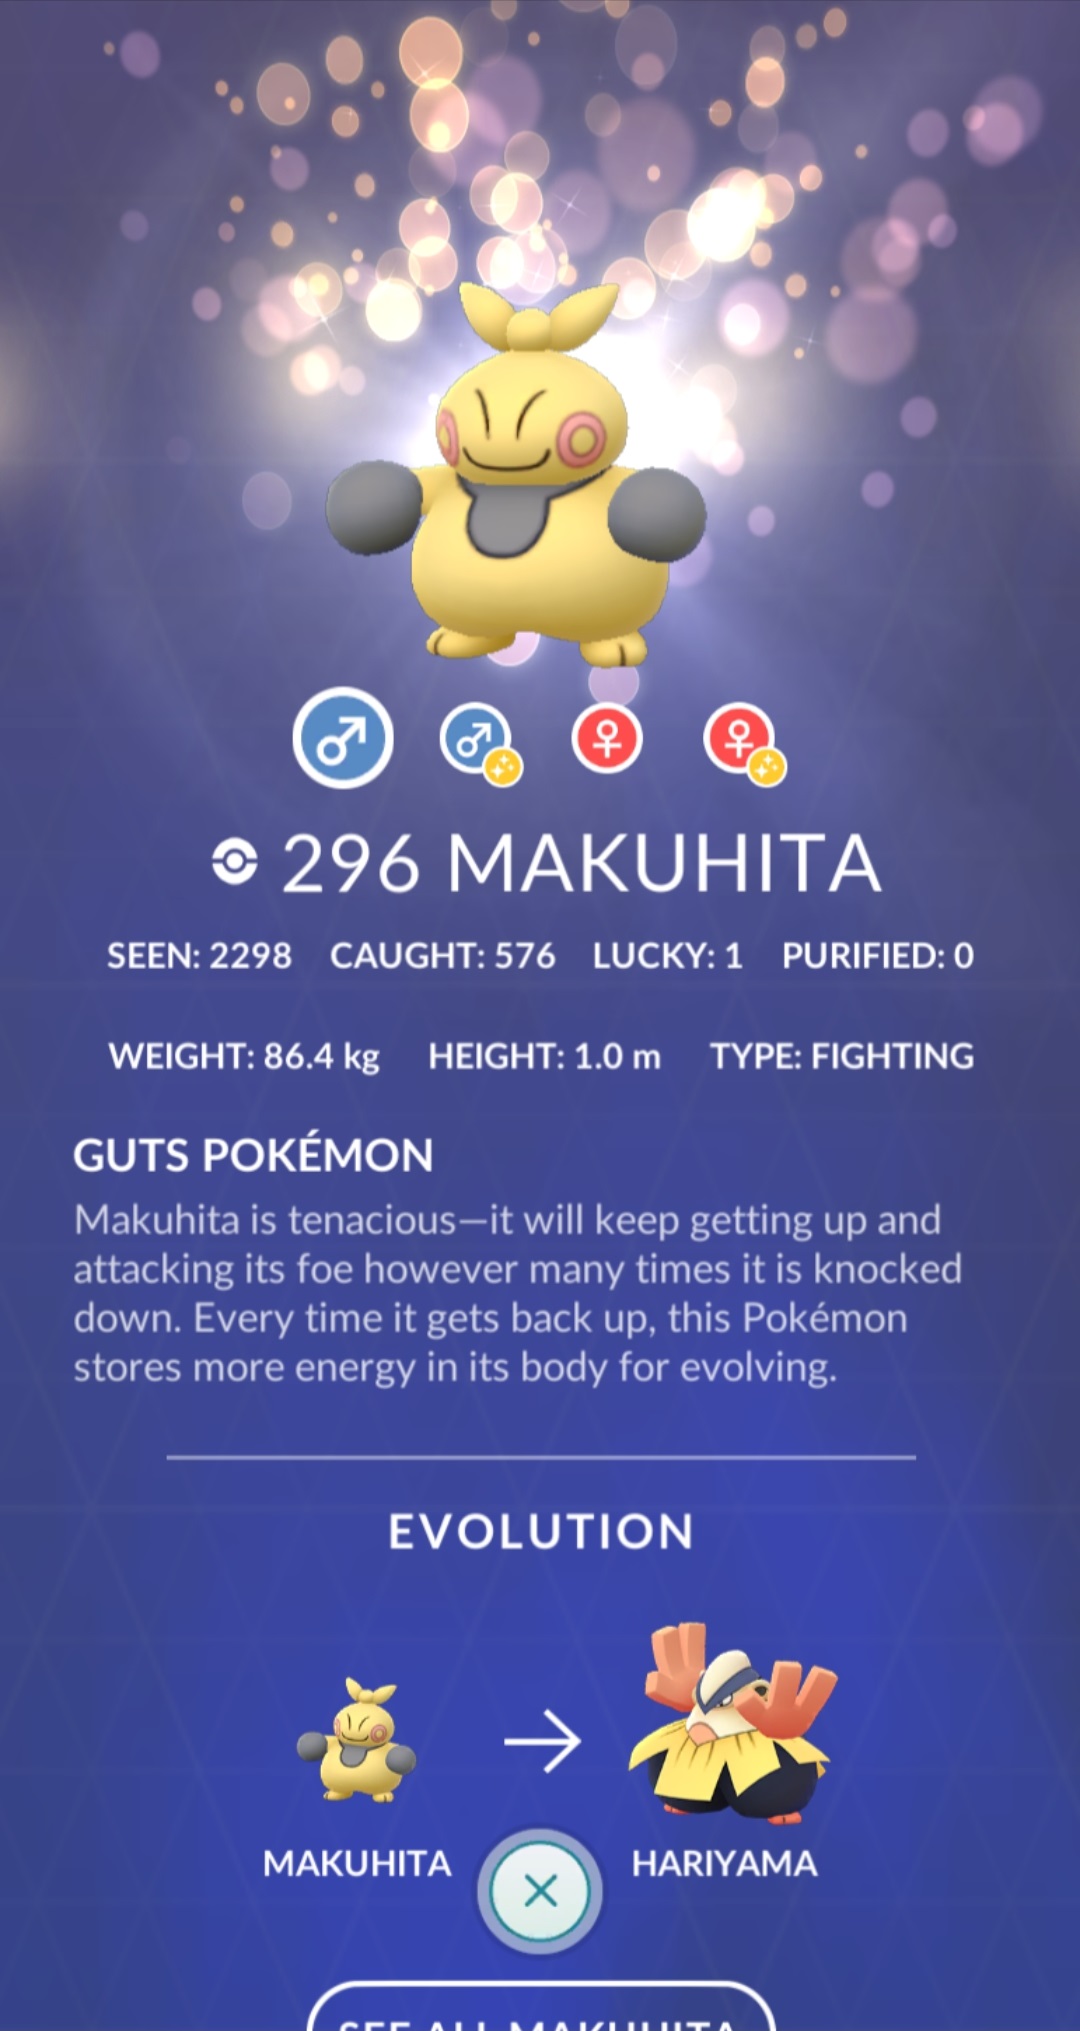 296 MAKUHITA
SEEN: 2298 CAUGHT: 576 LUCKY: 1 PURIFIED: 0
WEIGHT: 86.4 kg HEIGHT: 1.0 m TYPE: FIGHTING
GUTS POKÉMON
Makuhita is tenacious—it will keep getting up and
attacking its foe however many times it is knocked
down. Every time it gets back up, this Pokémon
stores more energy in its body for evolving.
EVOLUTION
MAKUHITA HARIYAMA
SEE ALL MAKUHITA